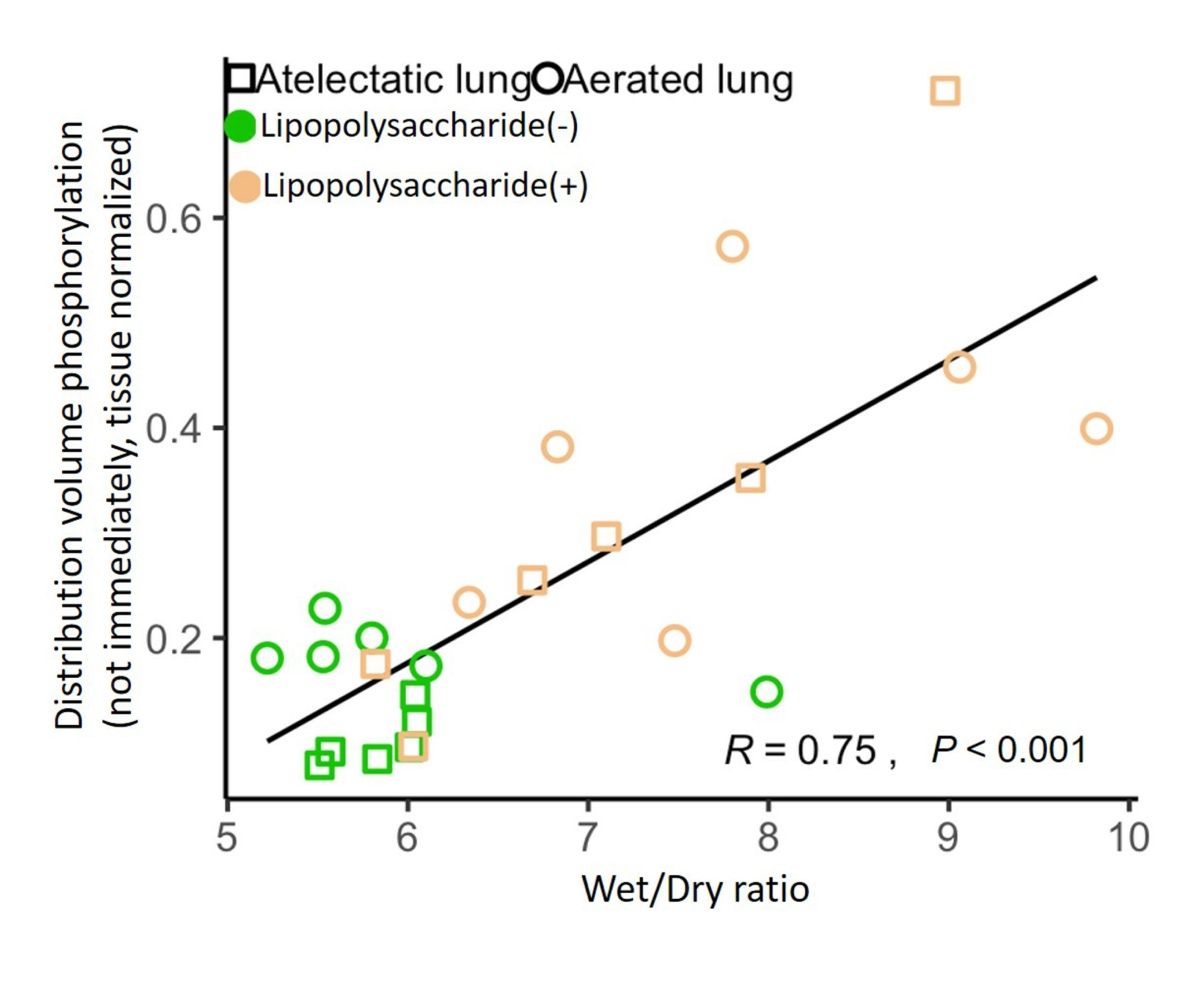 Atelectatic lung Aerated lung
Lipopolysaccharide(-)
Lipopolysaccharide(+)
Distribution volume phosphorylation
(not immediately, tissue normalized)
0.6
0.4
0.2
R = 0.75 , P < 0.001
5 6 7 8 9 10
Wet/Dry ratio